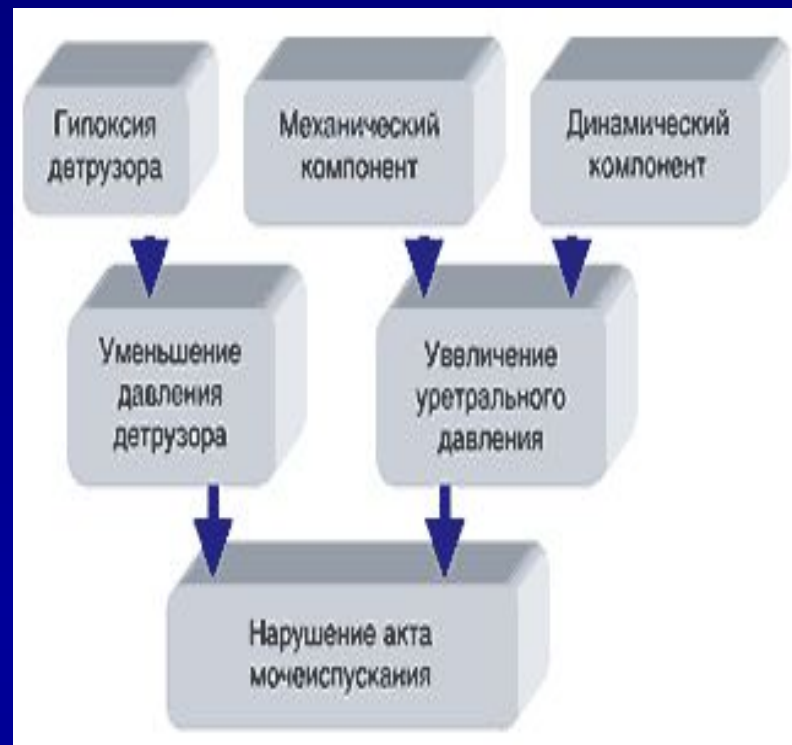 Гипоксия
детрузора
Механический
компонент
Динамический
компонент
Уменьшение
давления
детрузора
Увеличение
уретрального
давления
Нарушение акта
мочеиспускания